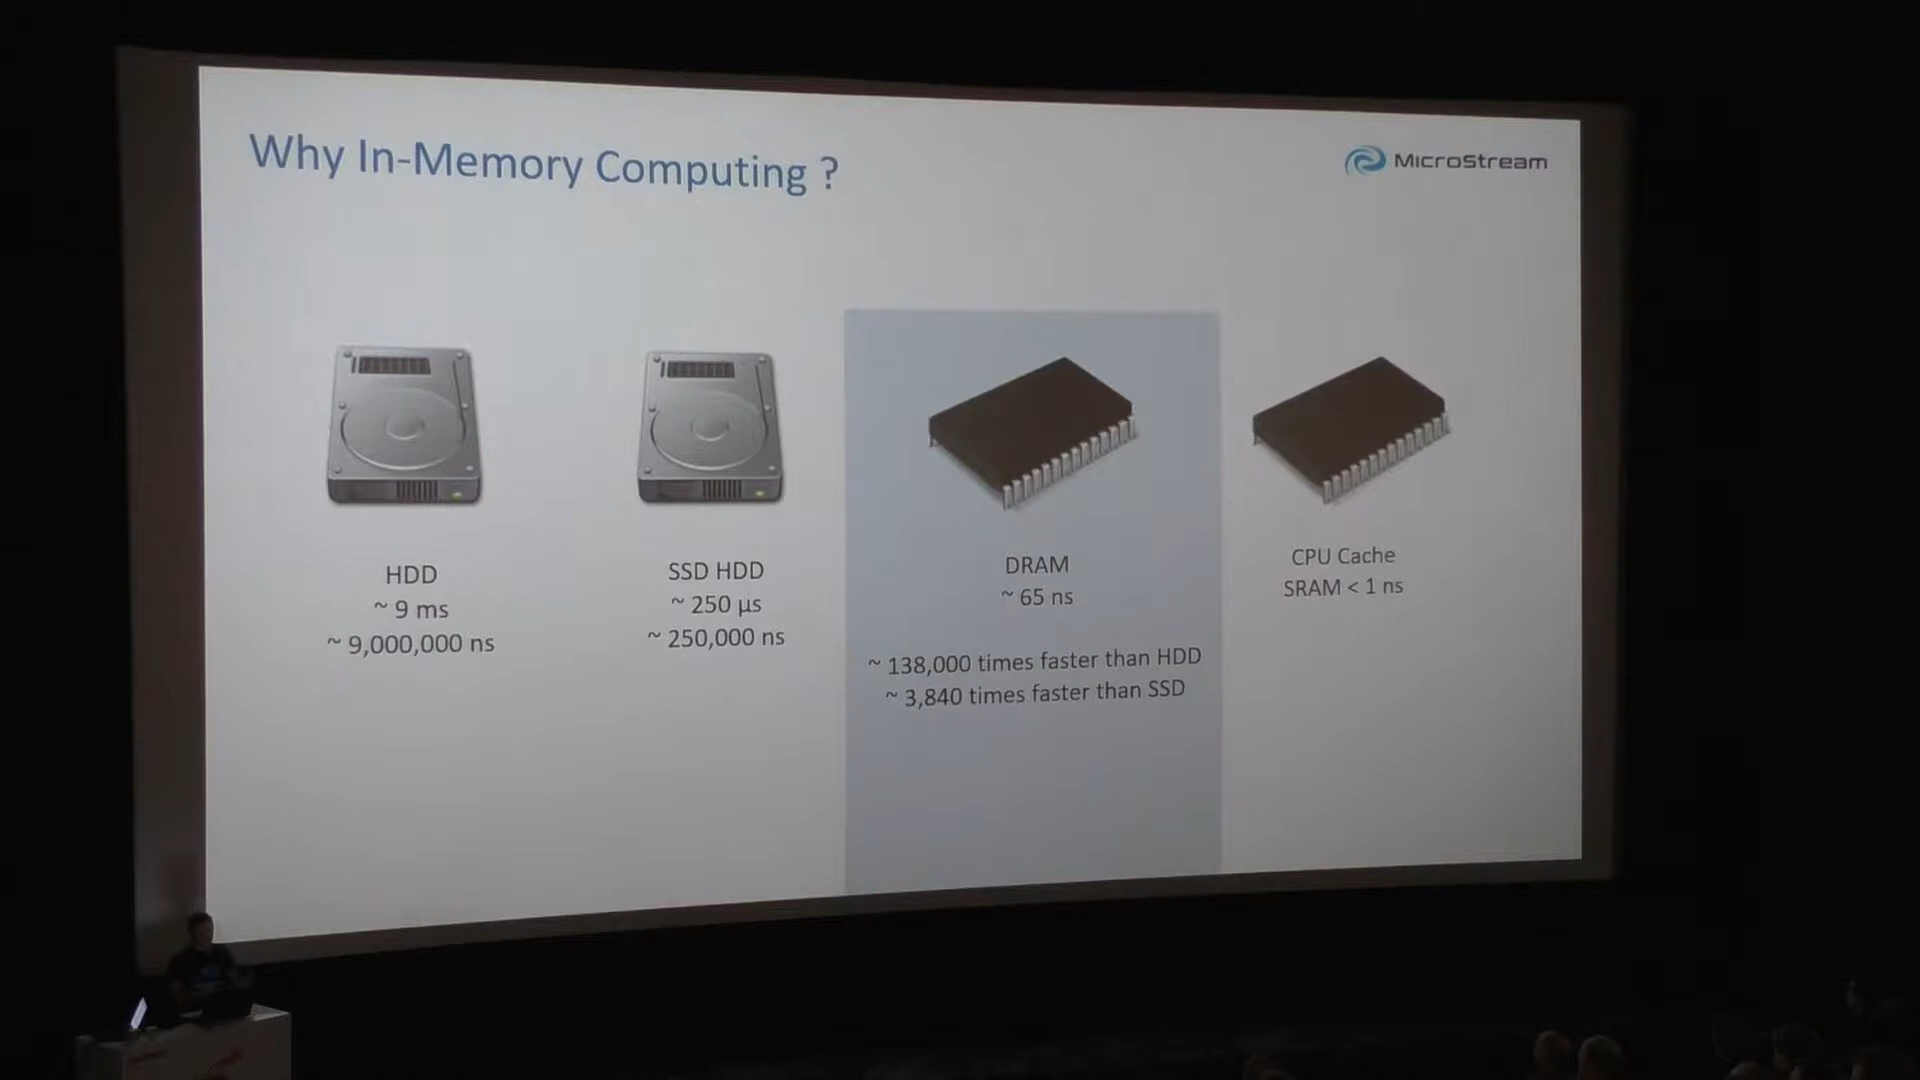 Why In-Memory Computing ?
MicroStream
HDD
~ 9 ms
~ 9,000,000 ns
SSD HDD
~ 250 µs
~ 250,000 ns
DRAM
~ 65 ns
~ 138,000 times faster than HDD
~ 3,840 times faster than SSD
CPU Cache
SRAM < 1 ns